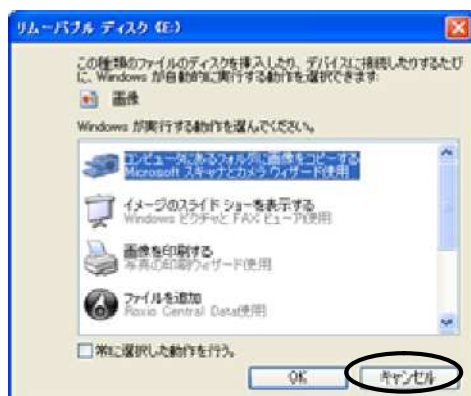 リムーバブル ディスク (E:)
この種類のファイルのディスクを挿入したり、デバイスに接続したりするたび
に、Windows が自動的に実行する動作を選択できます:
画像
Windows が実行する動作を選んでください。
コンピュータにあるフォルダに画像をコピーする
Microsoft スキャナとカメラ ウィザード使用
イメージのスライド ショーを表示する
Windows ピクチャと FAX ビューア使用
画像を印刷する
写真の印刷ウィザード使用
ファイルを追加
Roxio Central Data使用
常に選択した動作を行う。
OK
キャンセル